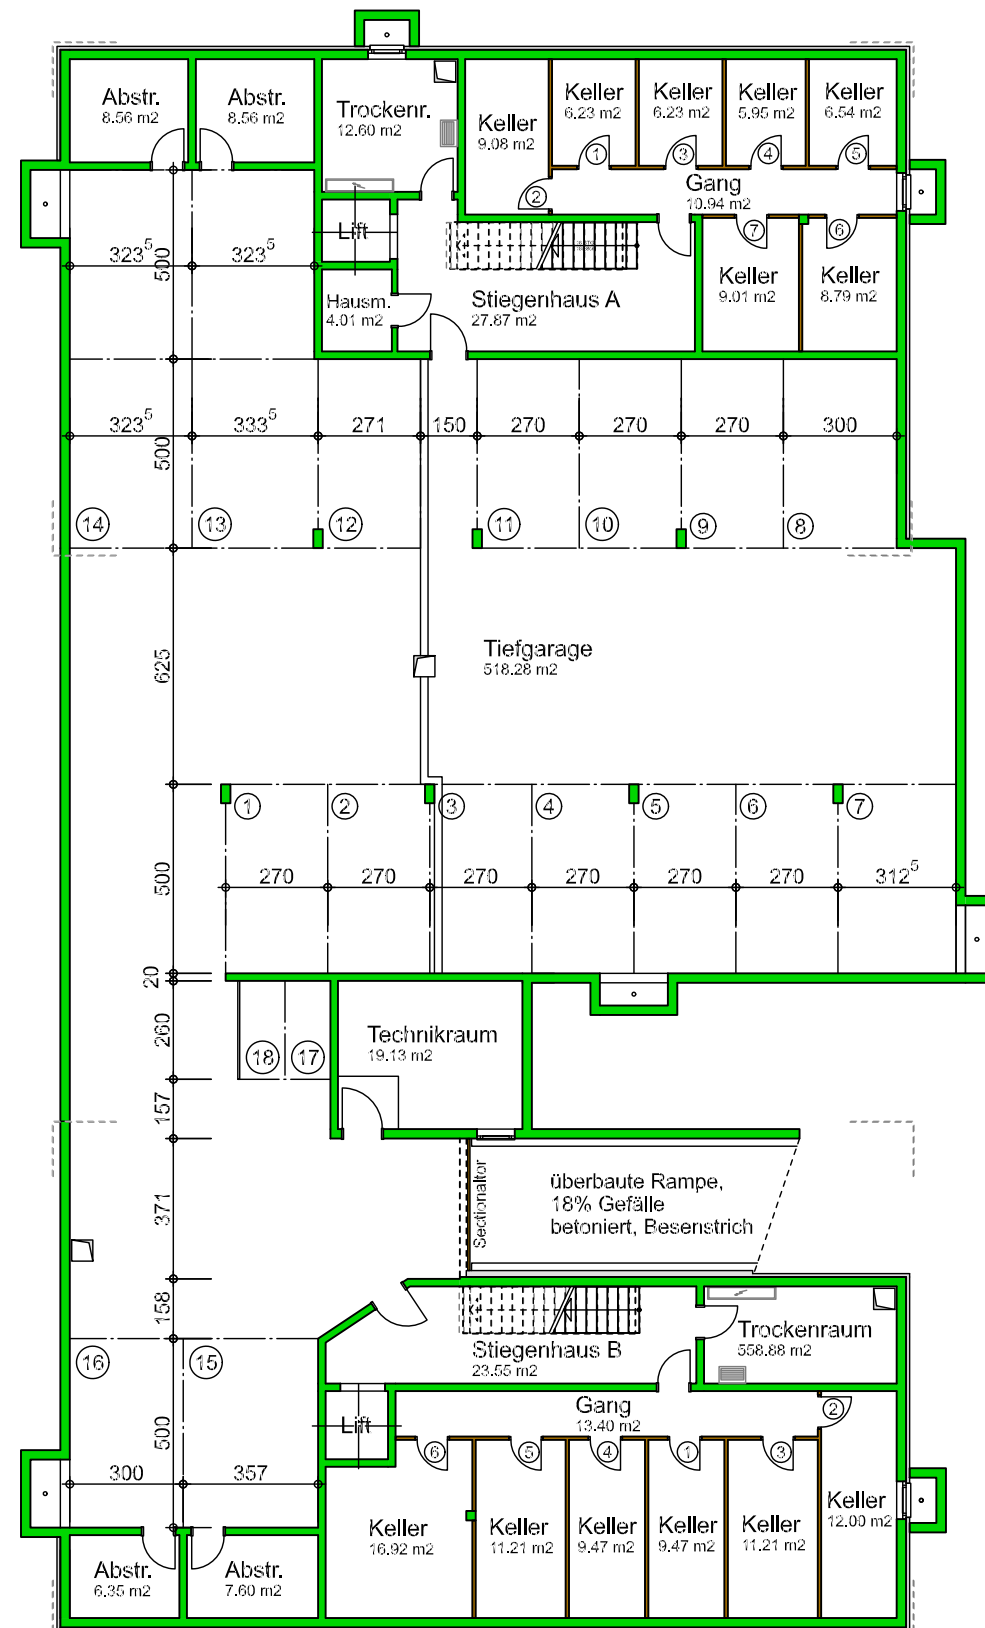 Abstr.
8.56 m2
Abstr.
8.56 m2
Trockenr.
12.60 m2
Keller
9.08 m2
Keller
6.23 m2
Keller
6.23 m2
Keller
5.95 m2
Keller
6.54 m2
1
3
4
5
2
Gang
10.94 m2
7
6
Lift
Keller
9.01 m2
Keller
8.79 m2
323⁵
323⁵
500
Hausm.
4.01 m2
Stiegenhaus A
27.87 m2
323⁵
333⁵
271
150
270
270
270
300
500
14
13
12
11
10
9
8
Tiefgarage
518.28 m2
625
1
2
3
4
5
6
7
270
270
270
270
270
270
312⁵
500
20
260
18
17
Technikraum
19.13 m2
157
371
Sectionaltor
überbaute Rampe,
18% Gefälle
betoniert, Besenstrich
158
Stiegenhaus B
23.55 m2
Trockenraum
558.88 m2
16
15
Gang
13.40 m2
2
Lift
6
5
4
1
3
500
300
357
Keller
16.92 m2
Keller
11.21 m2
Keller
9.47 m2
Keller
9.47 m2
Keller
11.21 m2
Keller
12.00 m2
Abstr.
6.35 m2
Abstr.
7.60 m2